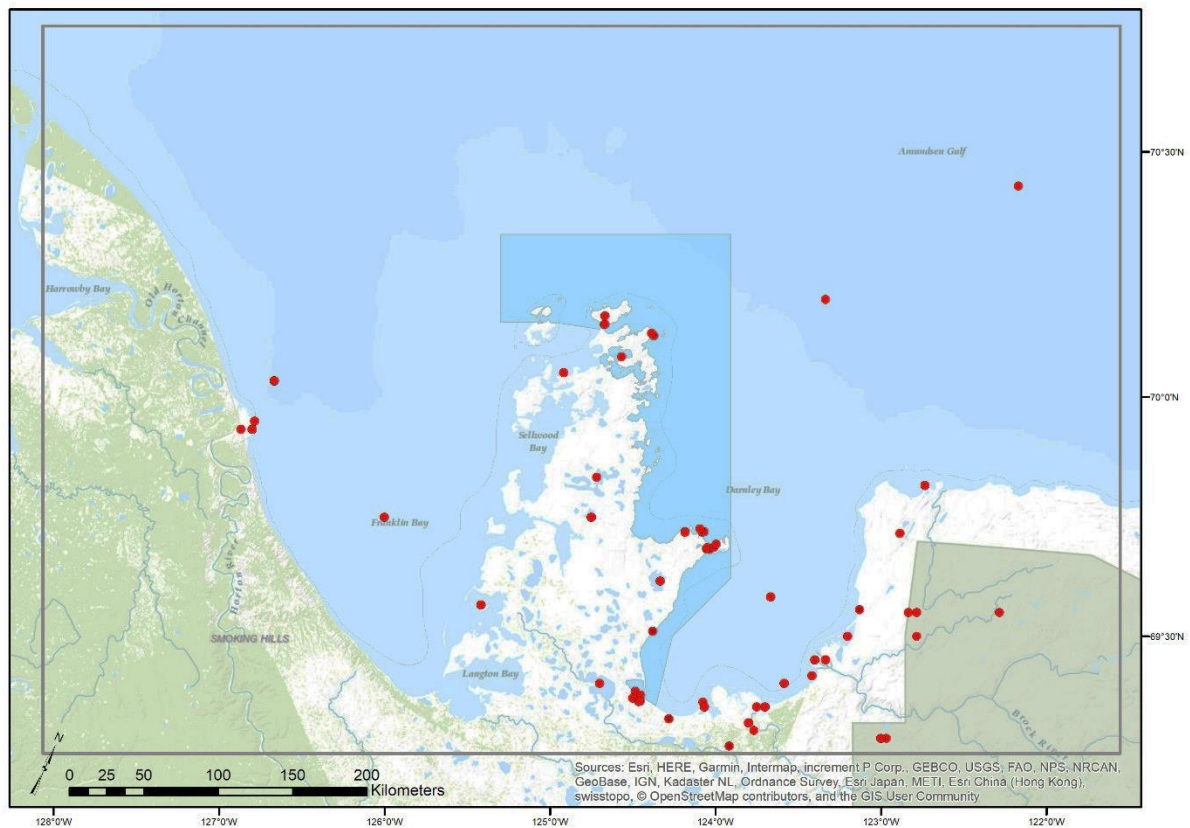 Amundsen Gulf
70°30'0"N
Harrowby Bay
Old Horton
Channel
70°0'0"N
Sellwood
Bay
Darnley Bay
Franklin Bay
Horton River
SMOKING HILLS
69°30'0"N
Langton Bay
Brock River
N
0 25 50 100 150 200
Kilometers
Sources: Esri, HERE, Garmin, Intermap, increment P Corp., GEBCO, USGS, FAO, NPS, NRCAN,
GeoBase, IGN, Kadaster NL, Ordnance Survey, Esri Japan, METI, Esri China (Hong Kong),
swisstopo, © OpenStreetMap contributors, and the GIS User Community
128°0'W 127°0'W 126°0'W 125°0'W 124°0'W 123°0'W 122°0'W